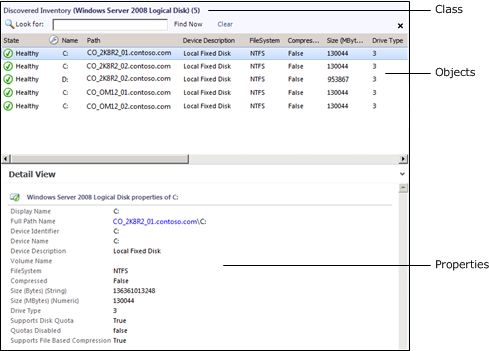 Discovered Inventory (Windows Server 2008 Logical Disk) (5)
Class
Look for: Find Now Clear
State Name Path Device Description FileSystem Compres... Size (MByt... Drive Type
Healthy C: CO_2K8R2_01.contoso.com Local Fixed Disk NTFS False 130044 3
Objects
Healthy C: CO_2K8R2_02.contoso.com Local Fixed Disk NTFS False 130044 3
Healthy D: CO_2K8R2_02.contoso.com Local Fixed Disk NTFS False 953867 3
Healthy C: CO_OM12_01.contoso.com Local Fixed Disk NTFS False 130044 3
Healthy C: CO_OM12_02.contoso.com Local Fixed Disk NTFS False 130044 3
Detail View
Windows Server 2008 Logical Disk properties of C:
Display Name C:
Full Path Name CO_2K8R2_01.contoso.com\C:
Device Identifier C:
Device Name C:
Device Description Local Fixed Disk
Volume Name
Properties
FileSystem NTFS
Compressed False
Size (Bytes) (String) 136361013248
Size (MBytes) (Numeric) 130044
Drive Type 3
Supports Disk Quota True
Quotas Disabled false
Supports File Based Compression True